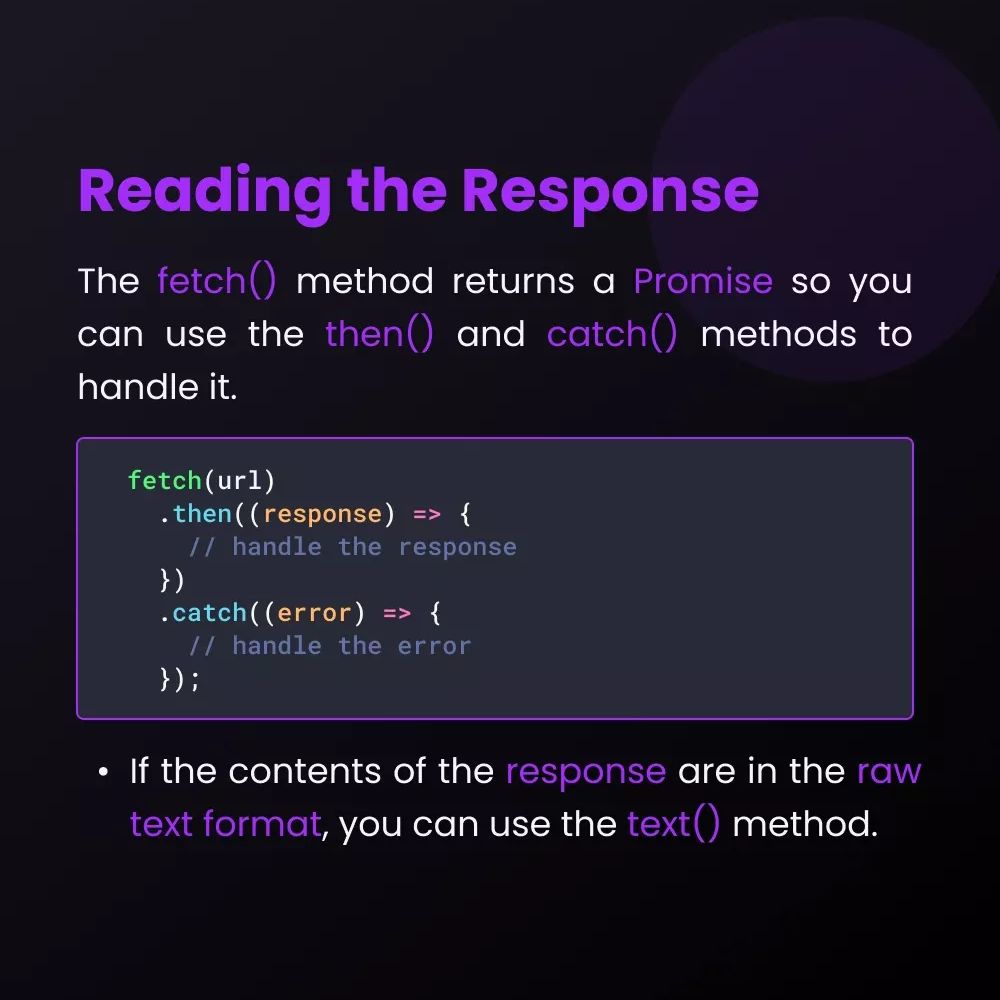 Reading the Response
The fetch() method returns a Promise so you
can use the then() and catch() methods to
handle it.
fetch(url)
  .then((response) => {
    // handle the response
  })
  .catch((error) => {
    // handle the error
  });
• If the contents of the response are in the raw
text format, you can use the text() method.